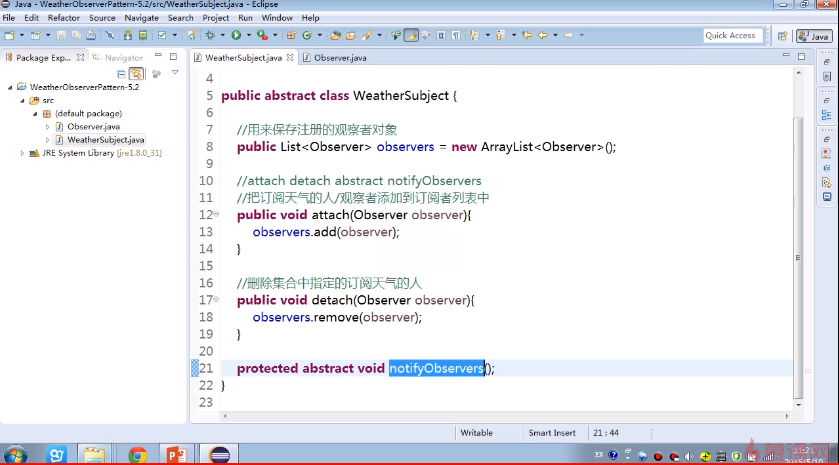 Java - WeatherObserverPattern-5.2/src/WeatherSubject.java - Eclipse
File Edit Refactor Source Navigate Search Project Run Window Help
Quick Access
Java
Package Exp...
Navigator
WeatherObserverPattern-5.2
src
(default package)
Observer.java
WeatherSubject.java
JRE System Library [jre1.8.0_31]
WeatherSubject.java
Observer.java
4
5 public abstract class WeatherSubject {
6
7 //用来保存注册的观察者对象
8 public List<Observer> observers = new ArrayList<Observer>();
9
10 //attach detach abstract notifyObservers
11 //把订阅天气的人/观察者添加到订阅者列表中
12 public void attach(Observer observer){
13 observers.add(observer);
14 }
15
16 //删除集合中指定的订阅天气的人
17 public void detach(Observer observer){
18 observers.remove(observer);
19 }
20
21 protected abstract void notifyObservers();
22 }
23
Writable
Smart Insert
21 : 44
慕课网